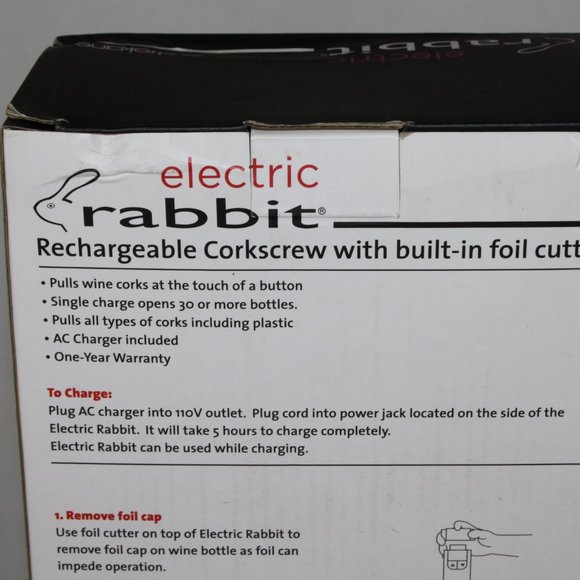 electric
rabbit
electric
rabbit®
Rechargeable Corkscrew with built-in foil cutt
• Pulls wine corks at the touch of a button
• Single charge opens 30 or more bottles.
• Pulls all types of corks including plastic
• AC Charger included
• One-Year Warranty
To Charge:
Plug AC charger into 110V outlet. Plug cord into power jack located on the side of the
Electric Rabbit. It will take 5 hours to charge completely.
Electric Rabbit can be used while charging.
1. Remove foil cap
Use foil cutter on top of Electric Rabbit to
remove foil cap on wine bottle as foil can
impede operation.